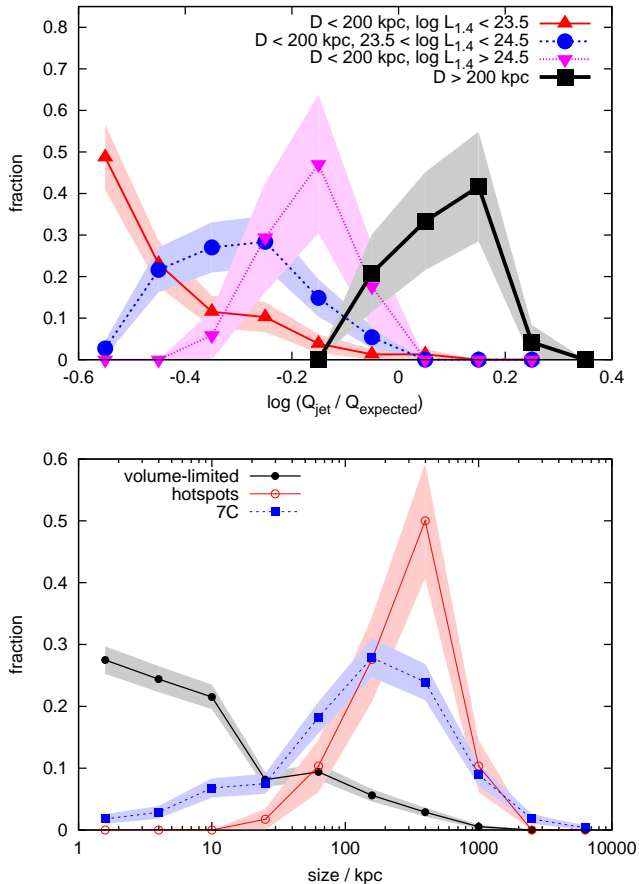 D < 200 kpc, log L1.4 < 23.5
D < 200 kpc, 23.5 < log L1.4 < 24.5
D < 200 kpc, log L1.4 > 24.5
D > 200 kpc
0.8
0.7
0.6
0.5
0.4
0.3
0.2
0.1
0
fraction
-0.6 -0.4 -0.2 0 0.2 0.4
log (Qjet / Qexpected)
volume-limited
hotspots
7C
0.6
0.5
0.4
0.3
0.2
0.1
0
fraction
1 10 100 1000 10000
size / kpc